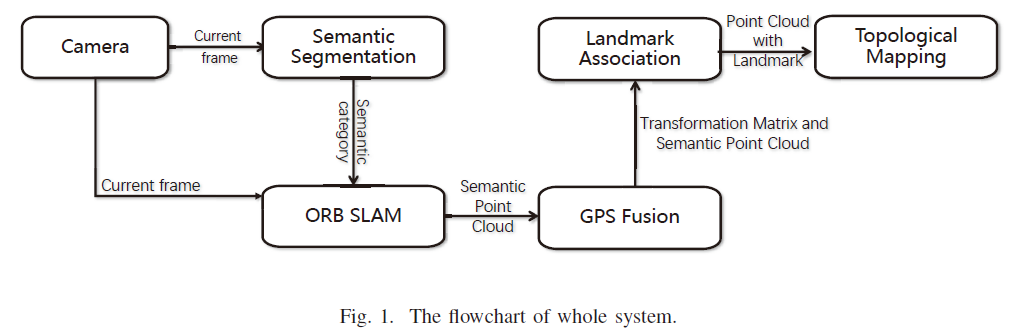 Camera
Current
frame
Semantic
Segmentation
Semantic
category
Current frame
ORB SLAM
Semantic
Point
Cloud
GPS Fusion
Transformation Matrix and
Semantic Point Cloud
Landmark
Association
Point Cloud
with
Landmark
Topological
Mapping
Fig. 1. The flowchart of whole system.